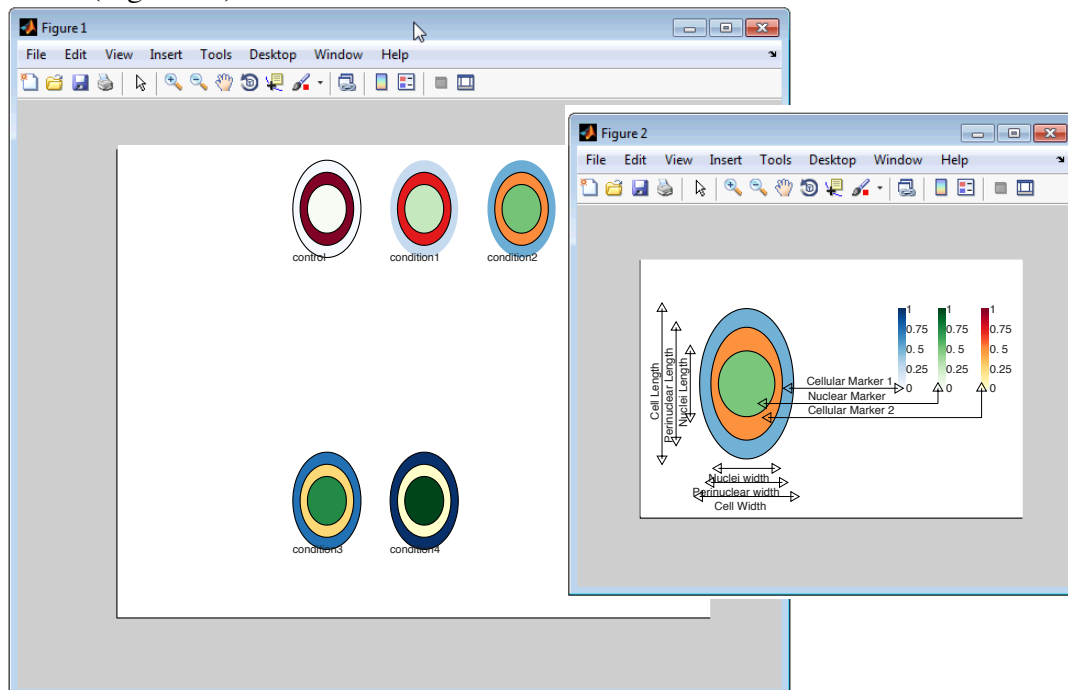 Figure 1
File Edit View Insert Tools Desktop Window Help
control condition1 condition2
condition3 condition4
Figure 2
File Edit View Insert Tools Desktop Window Help
Cell Length
Perinuclear Length
Nuclei Length
1 1 1
0.75 0.75 0.75
0.5 0.5 0.5
0.25 0.25 0.25
0 0 0
Cellular Marker 1
Nuclear Marker
Cellular Marker 2
Nuclei width
Perinuclear width
Cell Width